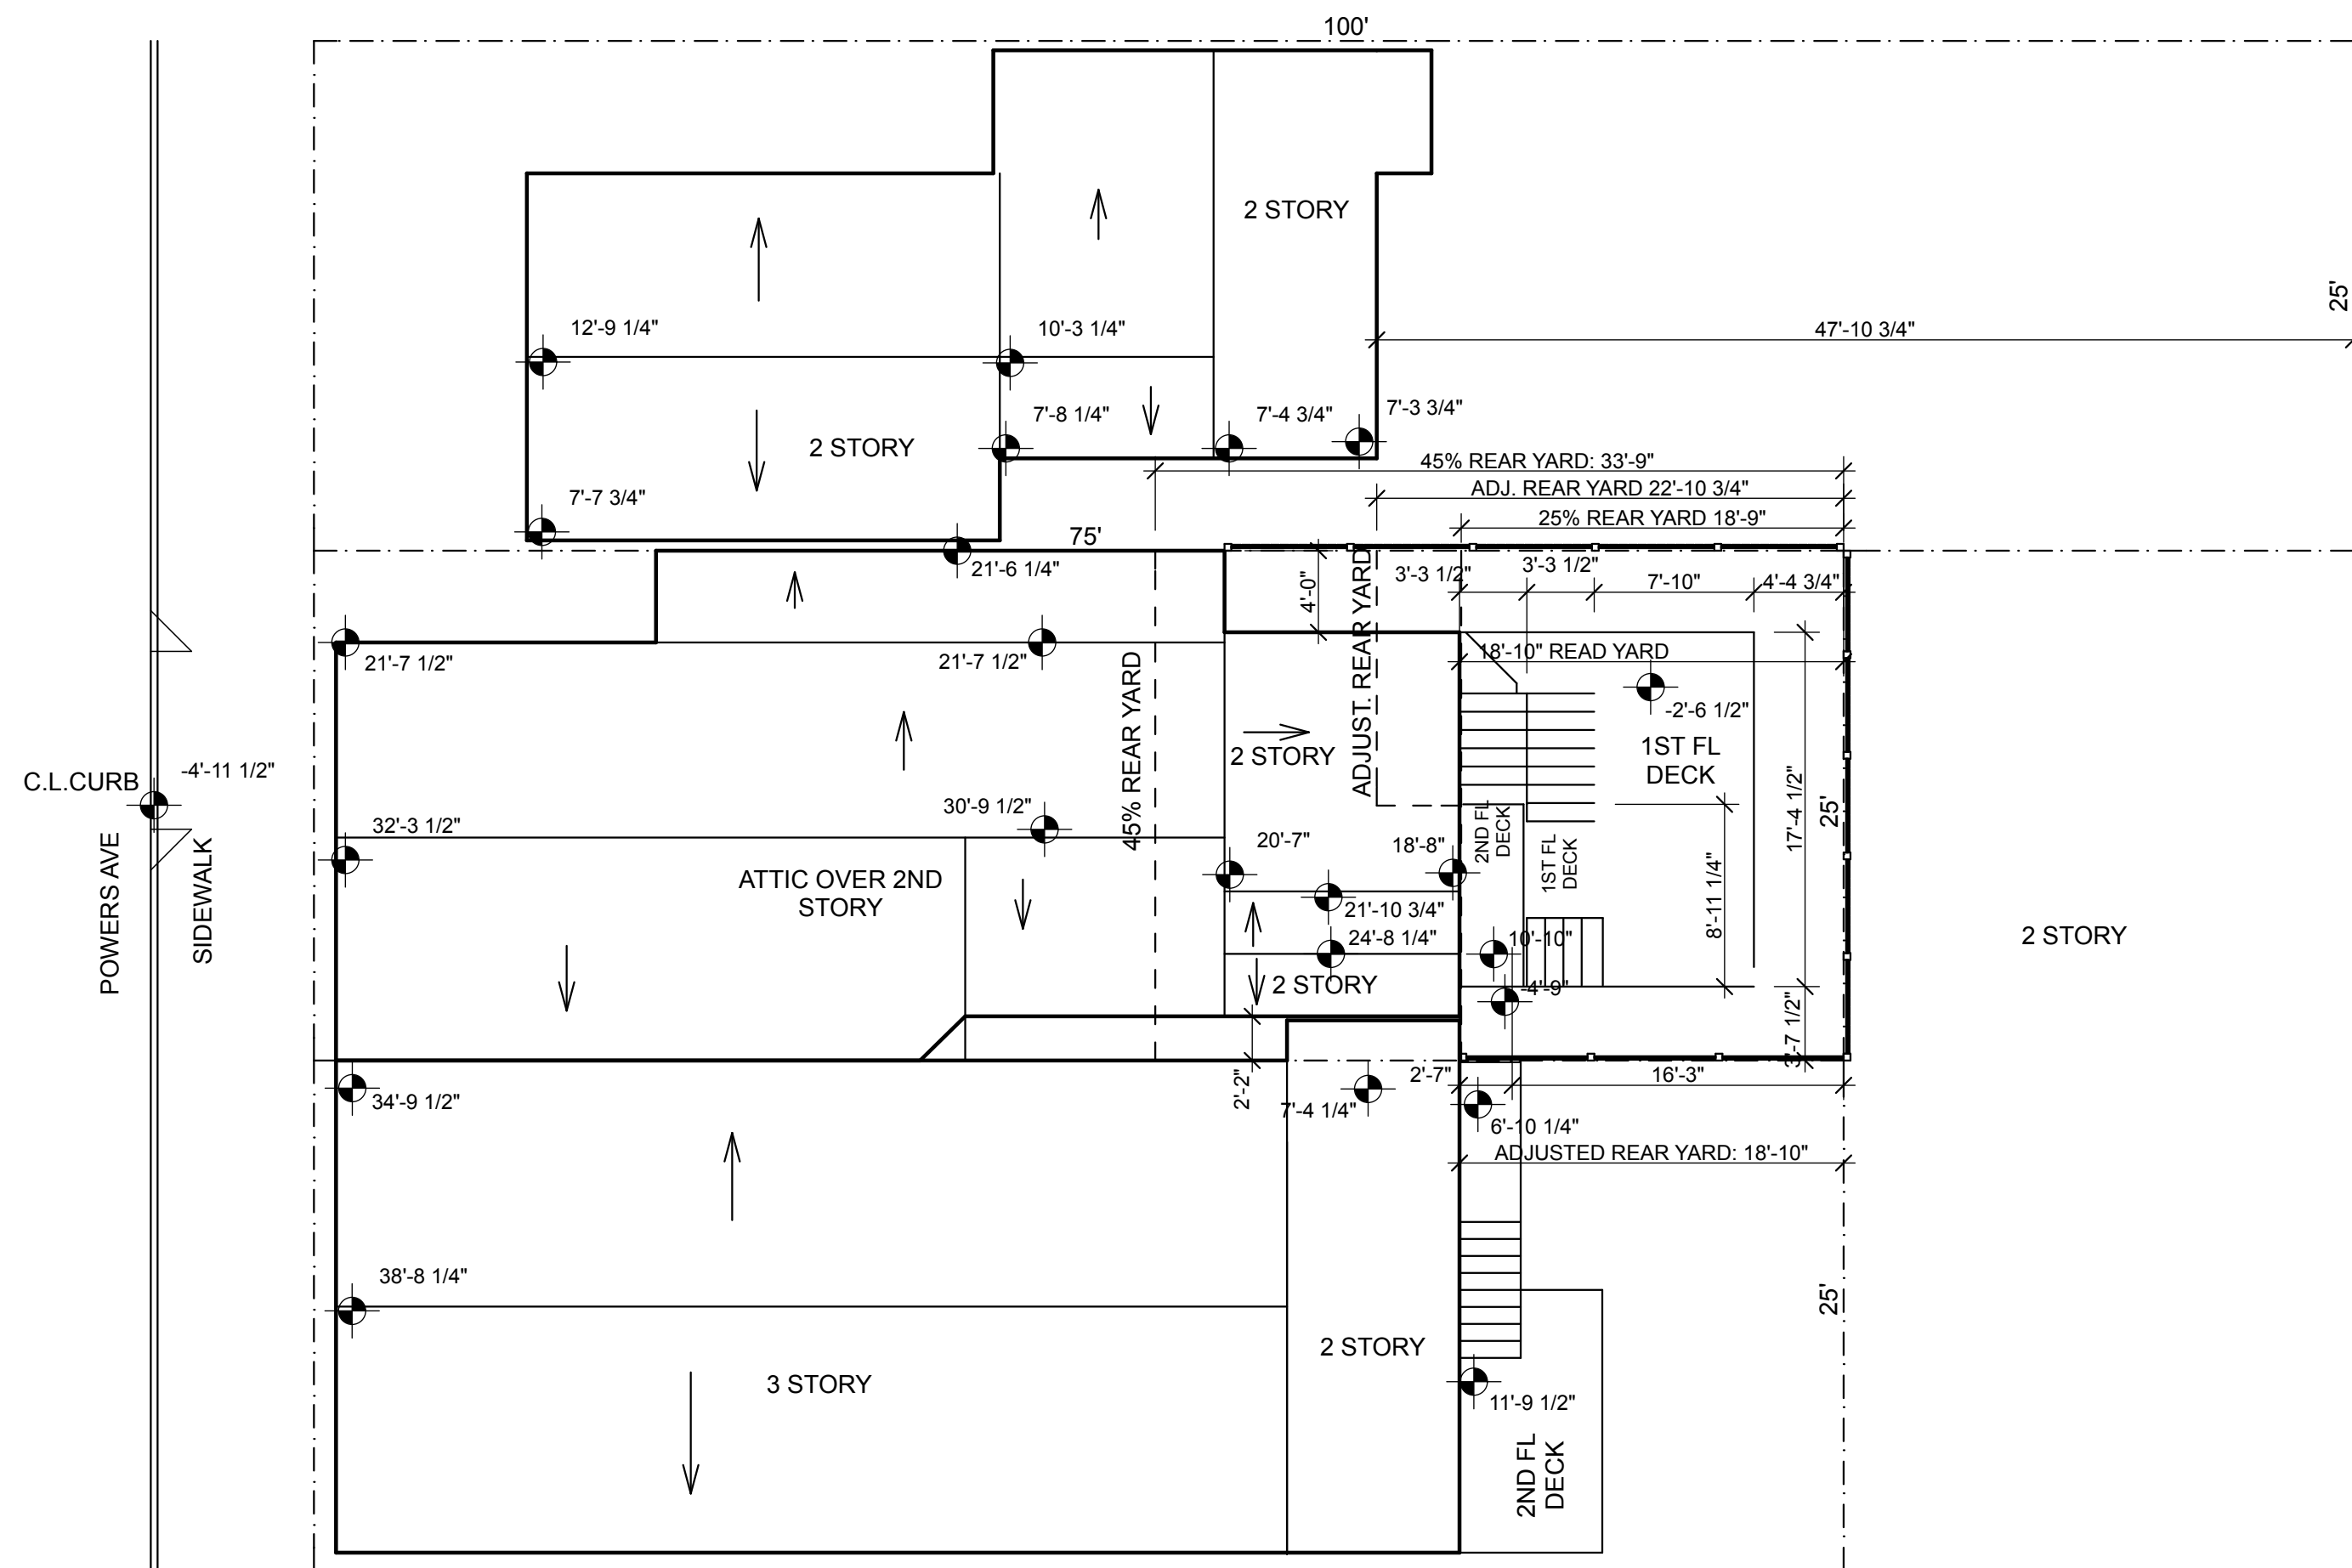 100'
2 STORY
25'
12'-9 1/4"
10'-3 1/4"
47'-10 3/4"
7'-8 1/4"
7'-4 3/4"
7'-3 3/4"
2 STORY
45% REAR YARD: 33'-9"
ADJ. REAR YARD 22'-10 3/4"
7'-7 3/4"
25% REAR YARD 18'-9"
75'
21'-6 1/4"
4'-0"
3'-3 1/2"
3'-3 1/2"
7'-10"
4'-4 3/4"
21'-7 1/2"
21'-7 1/2"
18'-10" READ YARD
45% REAR YARD
ADJUST. REAR YARD
-2'-6 1/2"
1ST FL
DECK
2 STORY
C.L.CURB
-4'-11 1/2"
POWERS AVE
SIDEWALK
32'-3 1/2"
30'-9 1/2"
20'-7"
18'-8"
2ND FL
DECK
1ST FL
DECK
17'-4 1/2"
25'
8'-11 1/4"
ATTIC OVER 2ND
STORY
21'-10 3/4"
24'-8 1/4"
10'-10"
2 STORY
2 STORY
-4'-9"
3'-7 1/2"
2'-2"
2'-7"
16'-3"
34'-9 1/2"
7'-4 1/4"
6'-10 1/4"
ADJUSTED REAR YARD: 18'-10"
38'-8 1/4"
25'
2 STORY
3 STORY
11'-9 1/2"
2ND FL
DECK